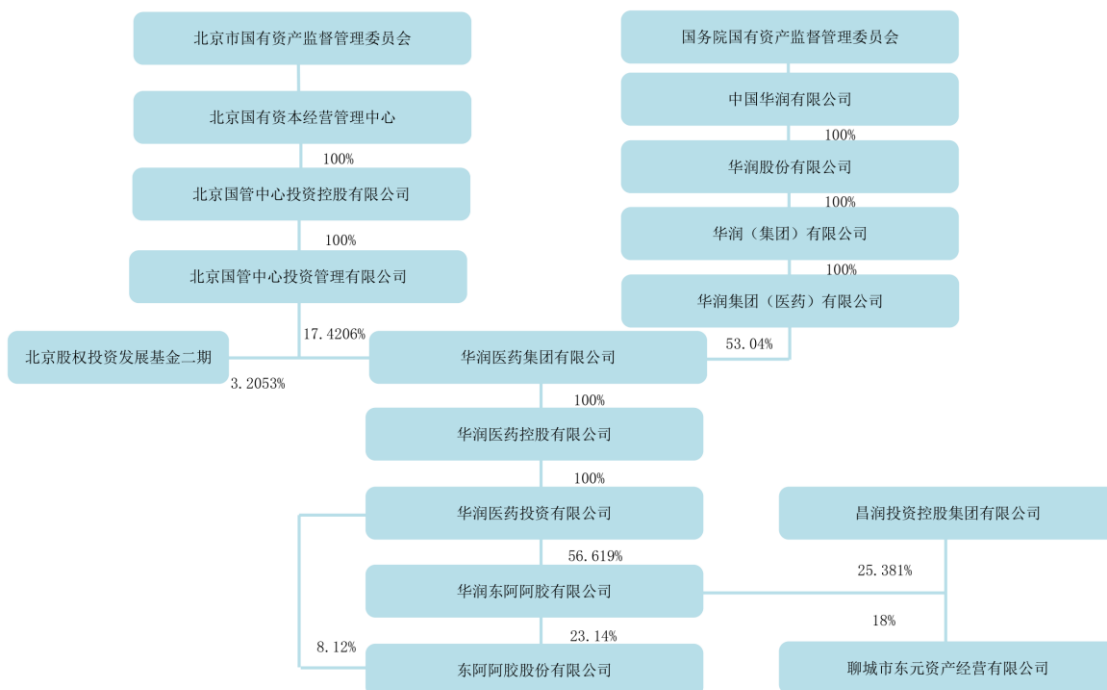 北京市国有资产监督管理委员会
国务院国有资产监督管理委员会
北京国有资本经营管理中心
中国华润有限公司
100%
100%
北京国管中心投资控股有限公司
华润股份有限公司
100%
100%
华润（集团）有限公司
北京国管中心投资管理有限公司
100%
华润集团（医药）有限公司
17.4206%
53.04%
北京股权投资发展基金二期
华润医药集团有限公司
3.2053%
100%
华润医药控股有限公司
100%
华润医药投资有限公司
昌润投资控股集团有限公司
56.619%
25.381%
华润东阿阿胶有限公司
18%
23.14%
8.12%
东阿阿胶股份有限公司
聊城市东元资产经营有限公司